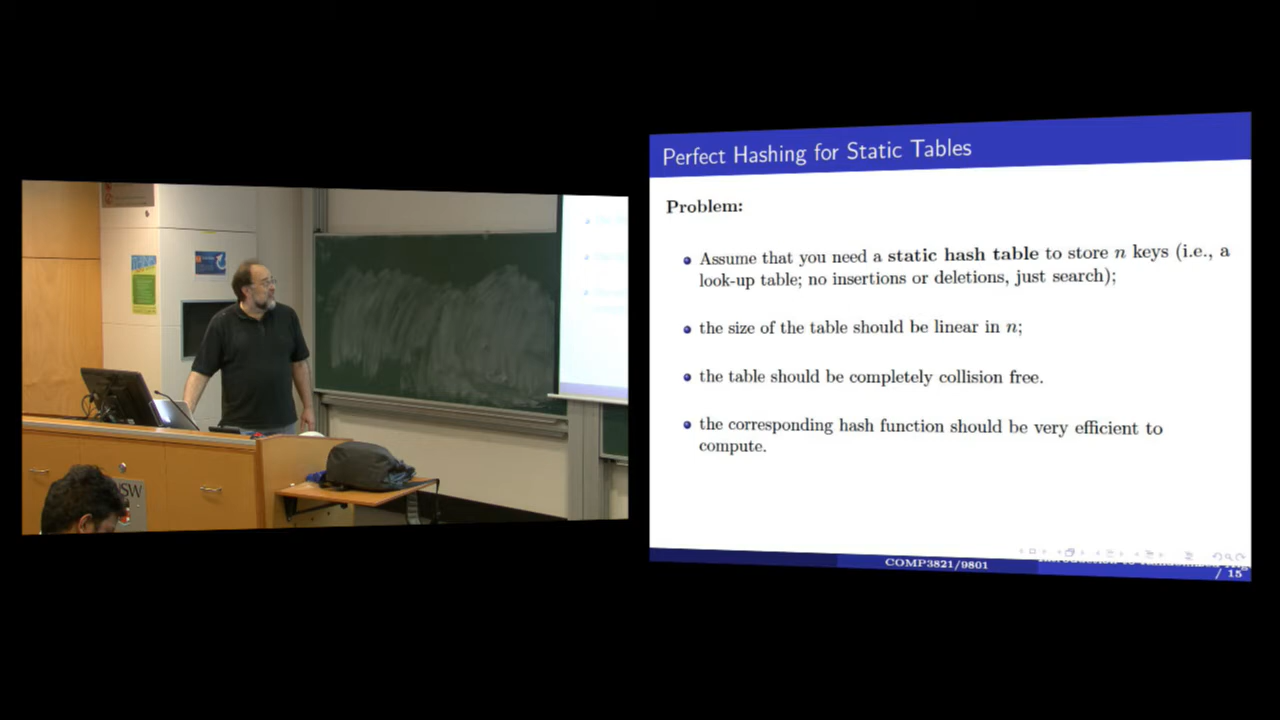 Perfect Hashing for Static Tables
Problem:
Assume that you need a static hash table to store n keys (i.e., a
look-up table; no insertions or deletions, just search);
the size of the table should be linear in n;
the table should be completely collision free.
the corresponding hash function should be very efficient to
compute.
COMP3821/9801
/ 15
SW